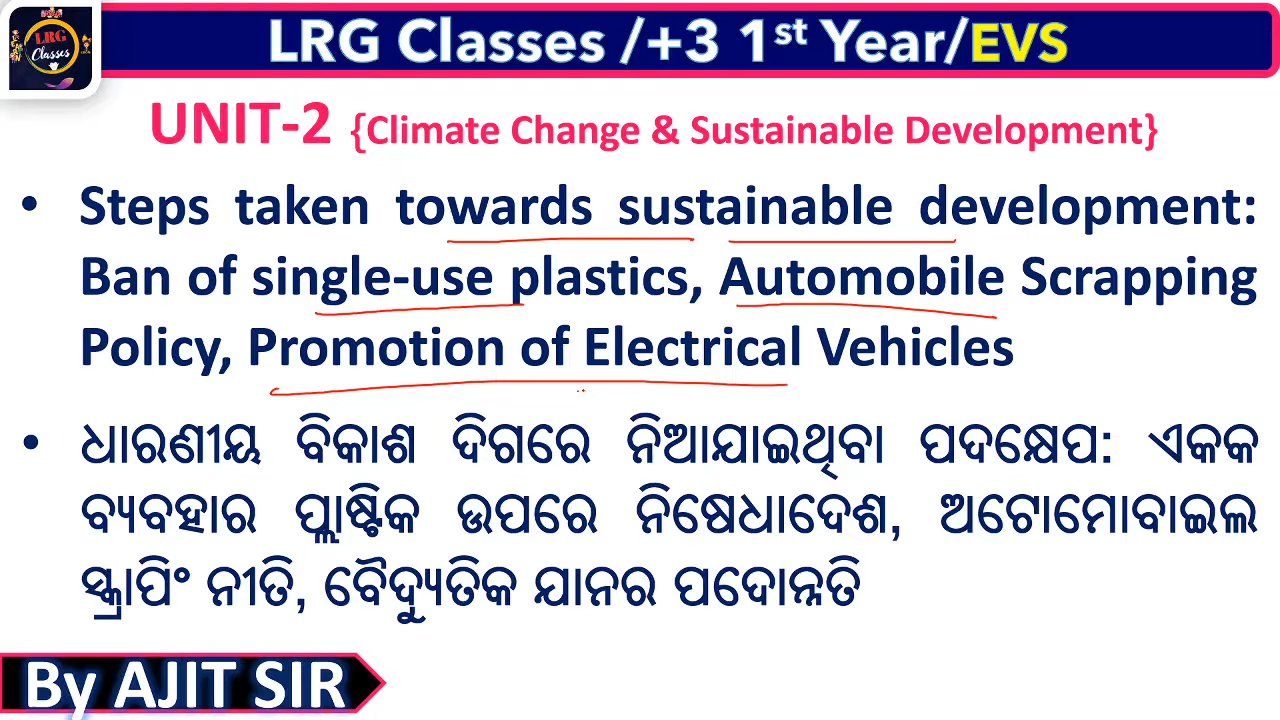 LRG Classes
LRG Classes /+3 1st Year/EVS
UNIT-2 {Climate Change & Sustainable Development}
• Steps taken towards sustainable development:
Ban of single-use plastics, Automobile Scrapping
Policy, Promotion of Electrical Vehicles
• ଧାରଣୀୟ ବିକାଶ ଦିଗରେ ନିଆଯାଇଥିବା ପଦକ୍ଷେପ: ଏକକ
ବ୍ୟବହାର ପ୍ଲାଷ୍ଟିକ ଉପରେ ନିଷେଧାଦେଶ, ଅଟୋମୋବାଇଲ
ସ୍କ୍ରାପିଂ ନୀତି, ବୈଦ୍ୟୁତିକ ଯାନର ପଦୋନ୍ନତି
By AJIT SIR